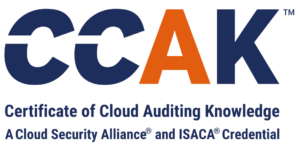 CCAK™
Certificate of Cloud Auditing Knowledge
A Cloud Security Alliance® and ISACA® Credential